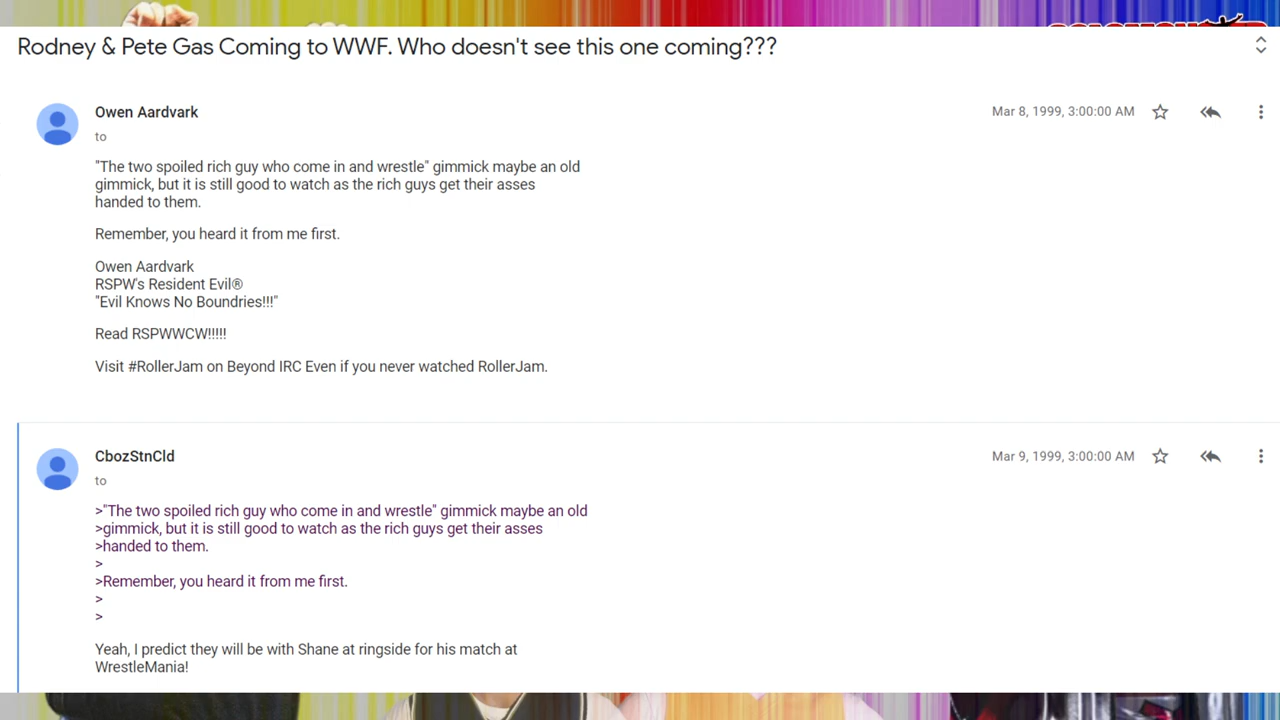 Rodney & Pete Gas Coming to WWF. Who doesn't see this one coming???
Owen Aardvark
Mar 8, 1999, 3:00:00 AM
to
"The two spoiled rich guy who come in and wrestle" gimmick maybe an old
gimmick, but it is still good to watch as the rich guys get their asses
handed to them.
Remember, you heard it from me first.
Owen Aardvark
RSPW's Resident Evil®
"Evil Knows No Boundries!!!"
Read RSPWWCW!!!!!
Visit #RollerJam on Beyond IRC Even if you never watched RollerJam.
CbozStnCld
Mar 9, 1999, 3:00:00 AM
to
>"The two spoiled rich guy who come in and wrestle" gimmick maybe an old
>gimmick, but it is still good to watch as the rich guys get their asses
>handed to them.
>
>Remember, you heard it from me first.
>
>
Yeah, I predict they will be with Shane at ringside for his match at
WrestleMania!